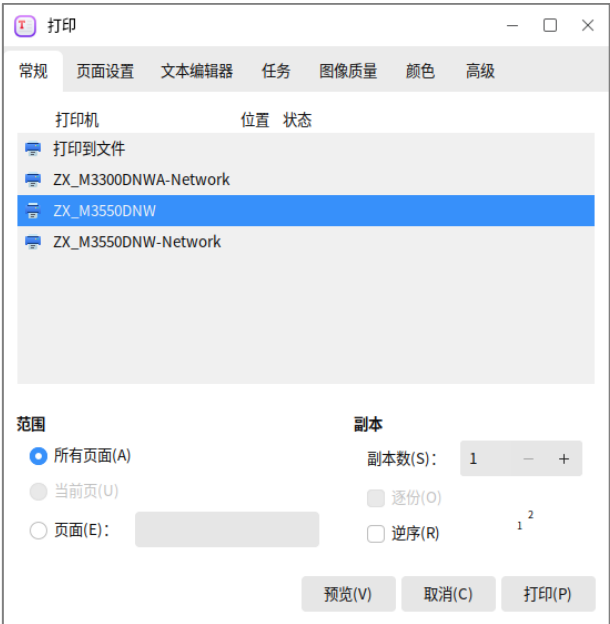 打印
常规 页面设置 文本编辑器 任务 图像质量 颜色 高级
打印机 位置 状态
打印到文件
ZX_M3300DNWA-Network
ZX_M3550DNW
ZX_M3550DNW-Network
范围 副本
所有页面(A) 副本数(S): 1 − +
当前页(U) 逐份(O)
页面(E): 逆序(R) 1 2
预览(V) 取消(C) 打印(P)